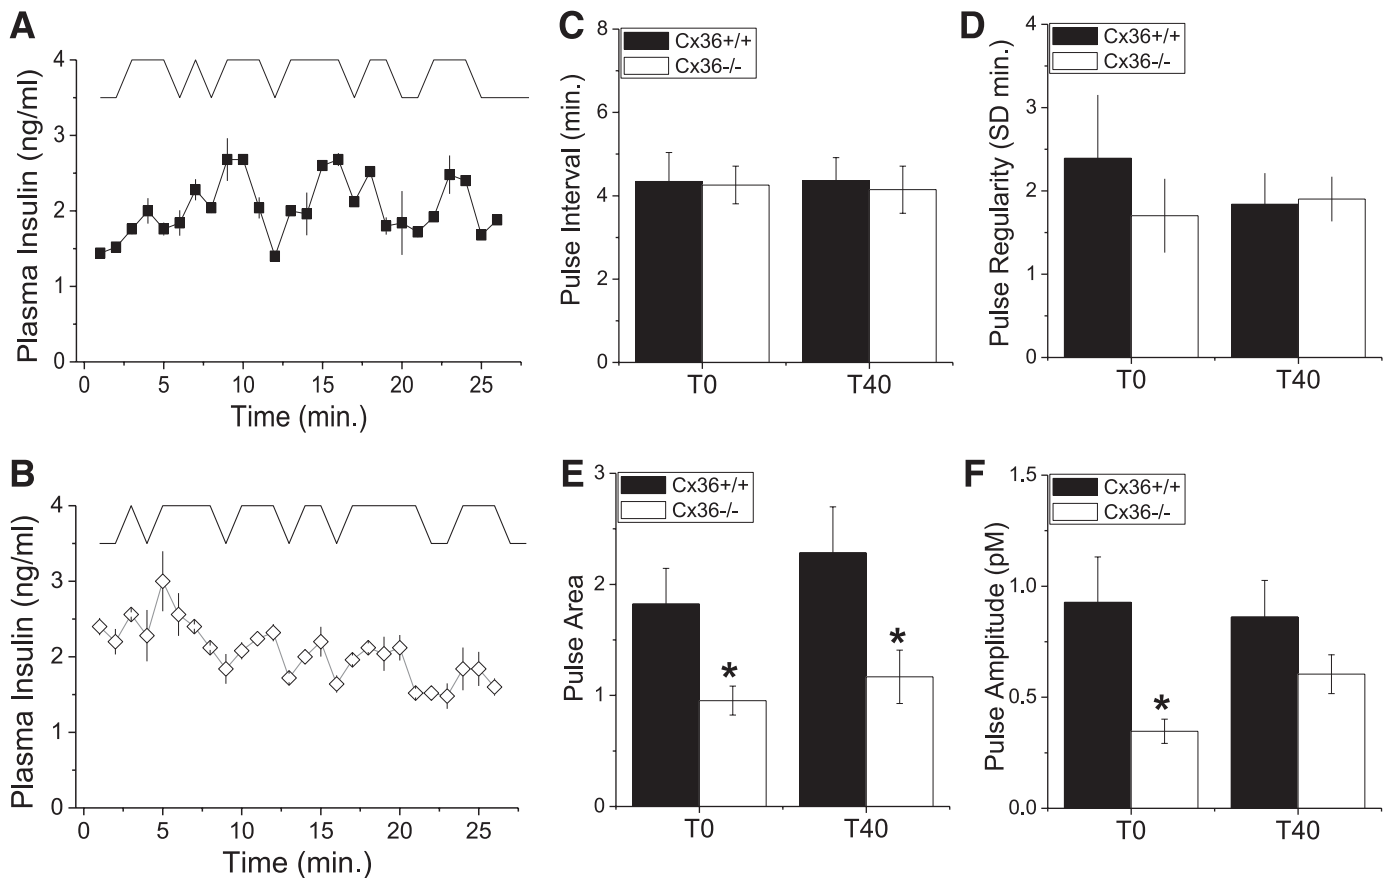 A
Plasma Insulin (ng/ml)
4
3
2
1
0
0 5 10 15 20 25
Time (min.)
C
Pulse Interval (min.)
8
6
4
2
0
Cx36+/+
Cx36-/-
T0 T40
D
Pulse Regularity (SD min.)
4
3
2
1
0
Cx36+/+
Cx36-/-
T0 T40
B
Plasma Insulin (ng/ml)
4
3
2
1
0
0 5 10 15 20 25
Time (min.)
E
Pulse Area
3
2
1
0
Cx36+/+
Cx36-/-
*
*
T0 T40
F
Pulse Amplitude (pM)
1.5
1.0
0.5
0.0
Cx36+/+
Cx36-/-
*
T0 T40